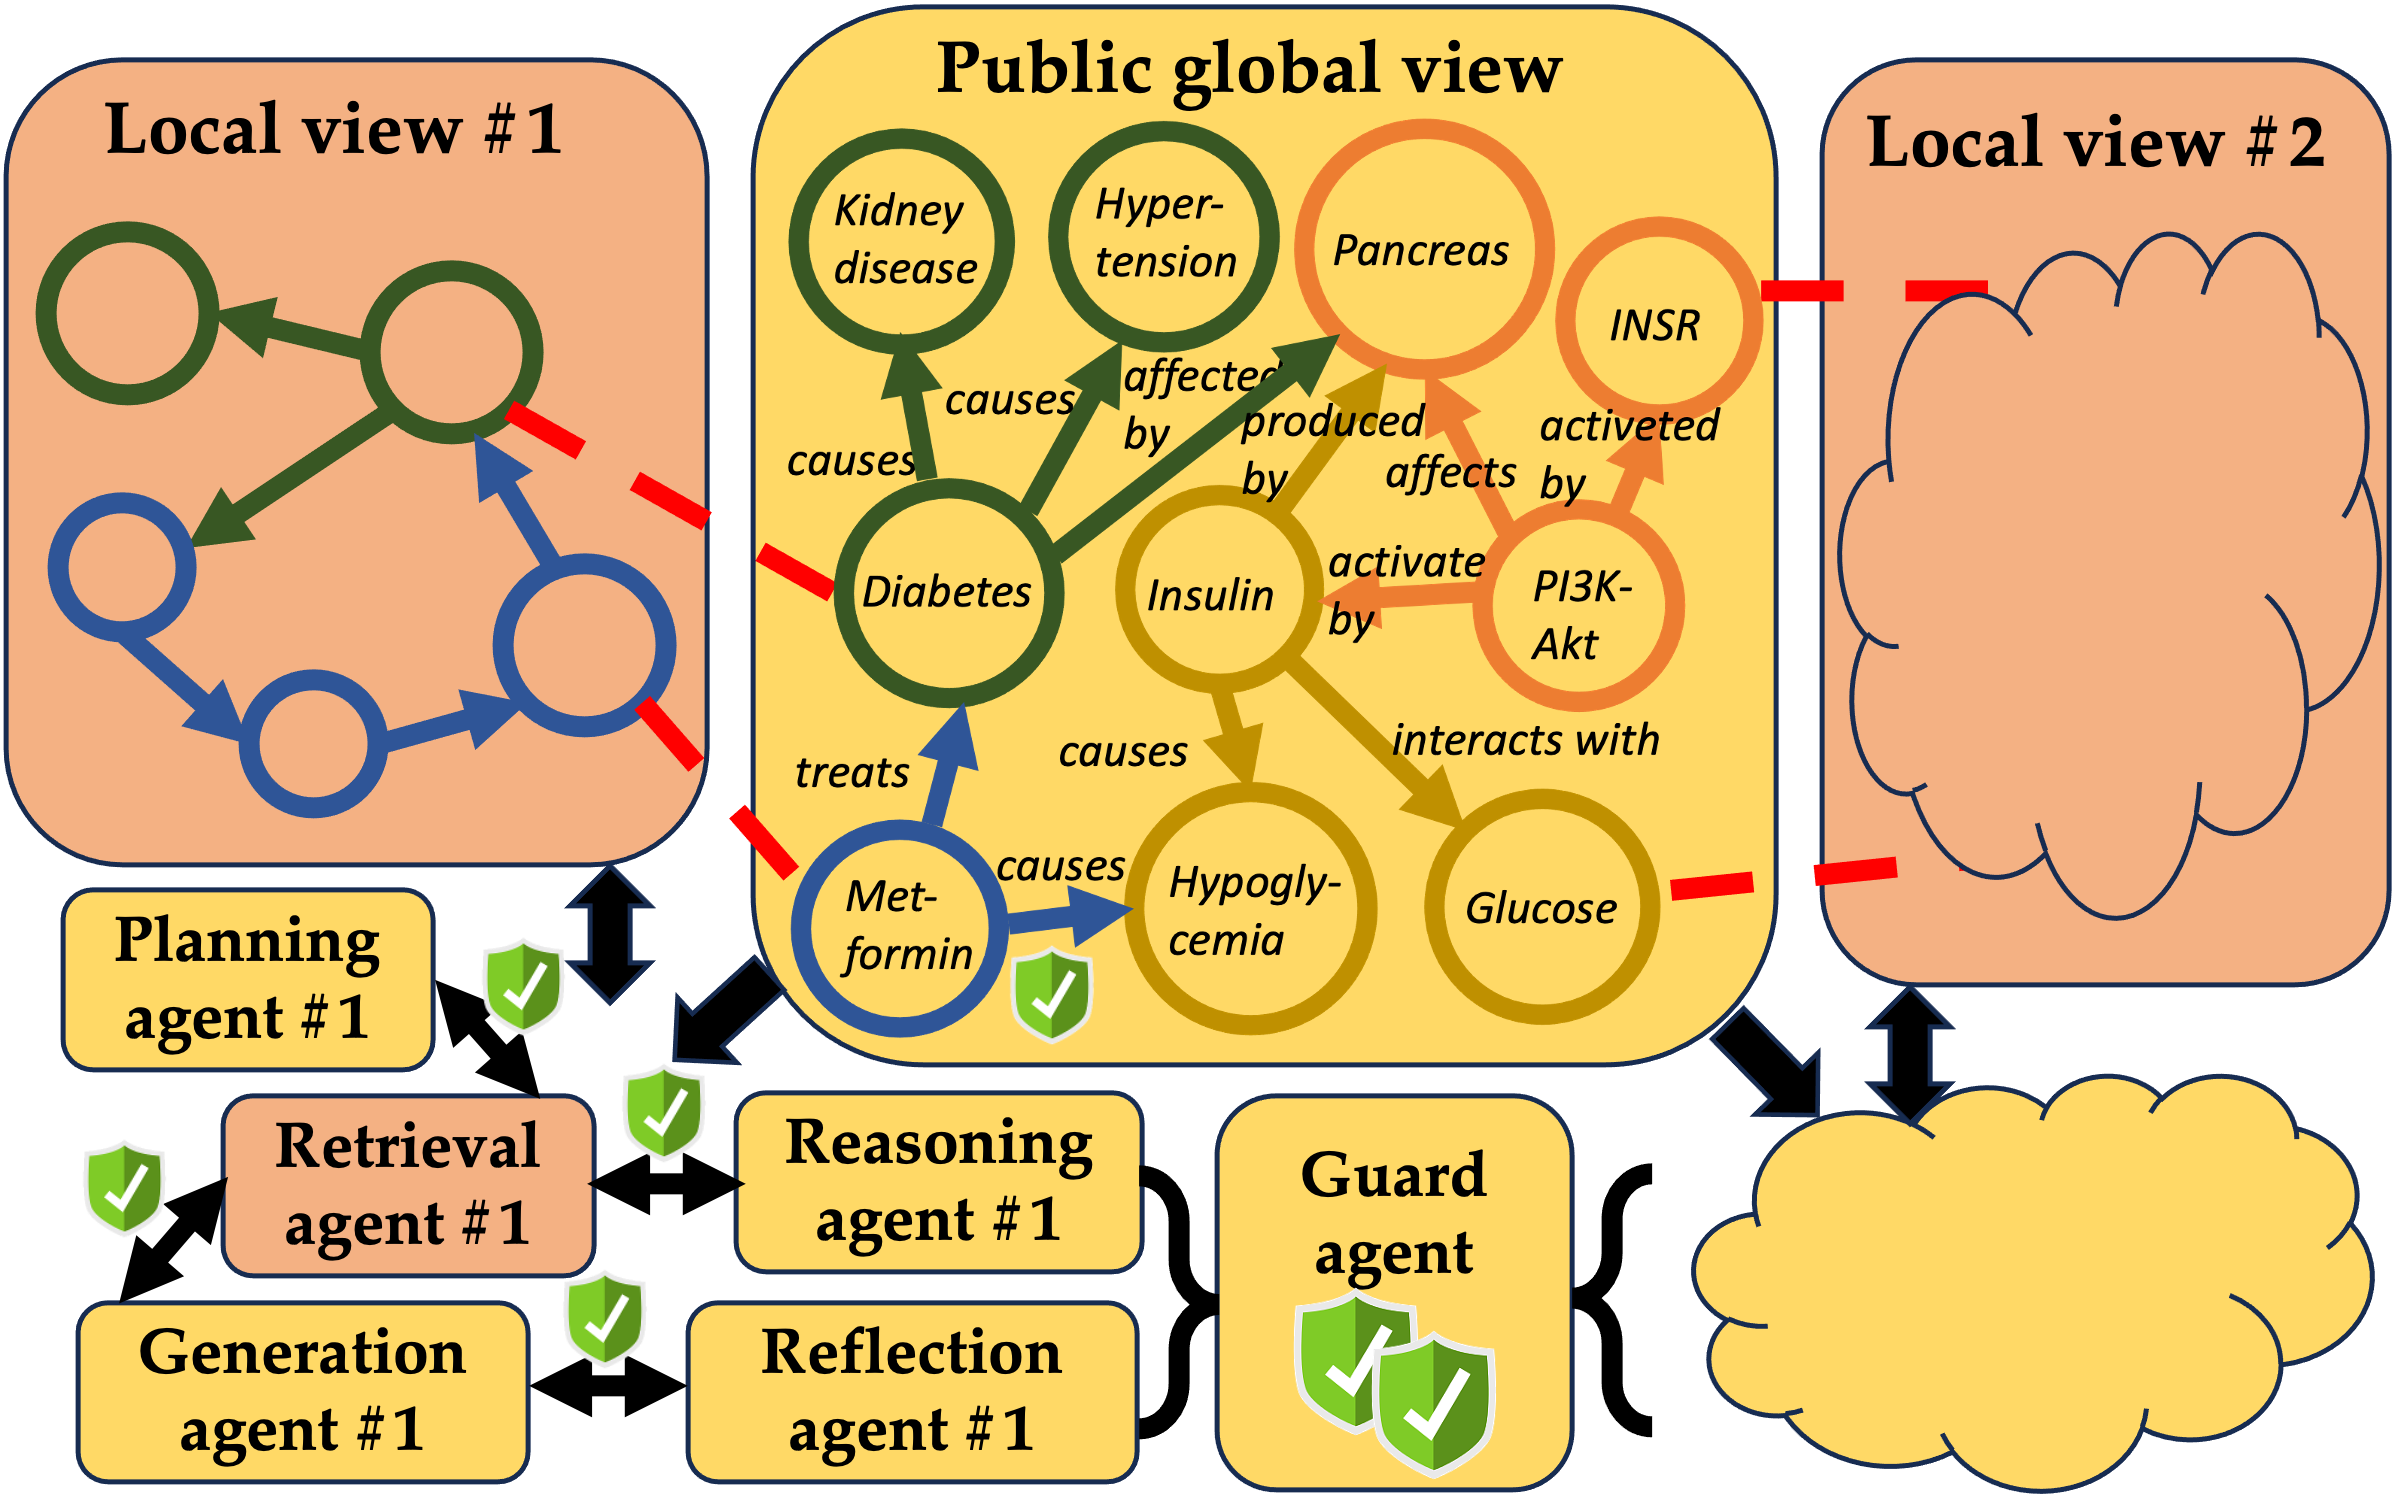 Public global view
Local view #1
Local view #2
Kidney
disease
Hyper-
tension
Pancreas
INSR
causes
causes
affected
by
produced
by
affects
activeted
by
Diabetes
Insulin
activate
by
PI3K-
Akt
treats
causes
interacts with
Met-
formin
causes
Hypogly-
cemia
Glucose
Planning
agent #1
Retrieval
agent #1
Reasoning
agent #1
Generation
agent #1
Reflection
agent #1
Guard
agent